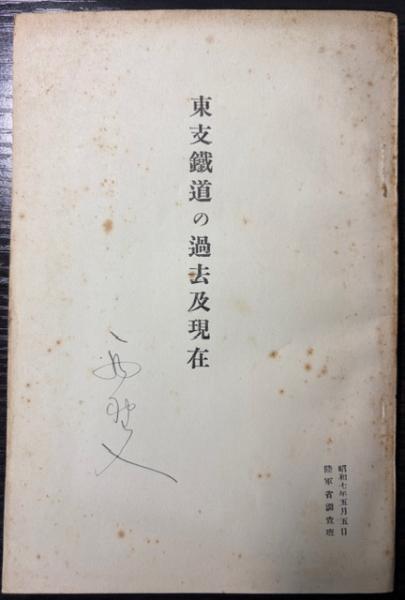 東支鐵道の過去及現在
昭和七年五月五日
陸軍省調査班